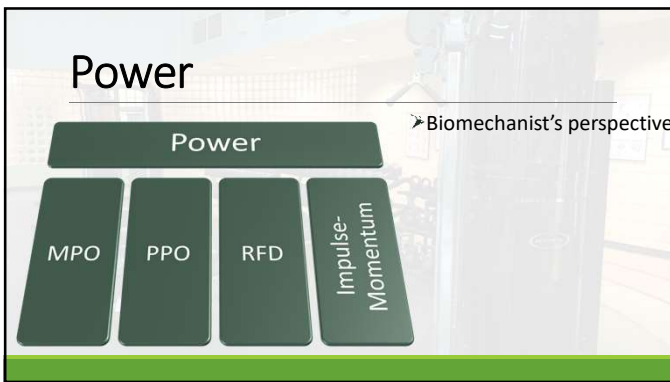 Power
➢Biomechanist's perspective
Power
MPO
PPO
RFD
Impulse-
Momentum